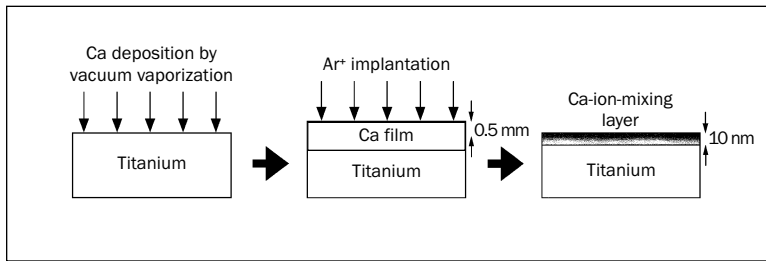 Ca deposition by
vacuum vaporization
Titanium
Ar⁺ implantation
Ca film
0.5 mm
Titanium
Ca-ion-mixing
layer
10 nm
Titanium